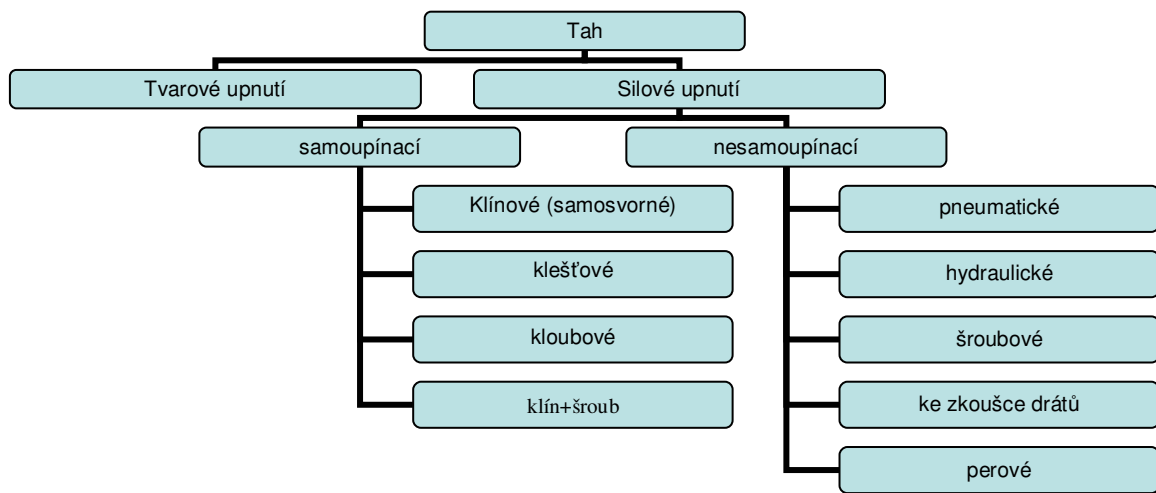 Tah
Tvarové upnutí
Silové upnutí
samoupínací
nesamoupínací
Klínové (samosvorné)
pneumatické
klešťové
hydraulické
kloubové
šroubové
klín+šroub
ke zkoušce drátů
perové